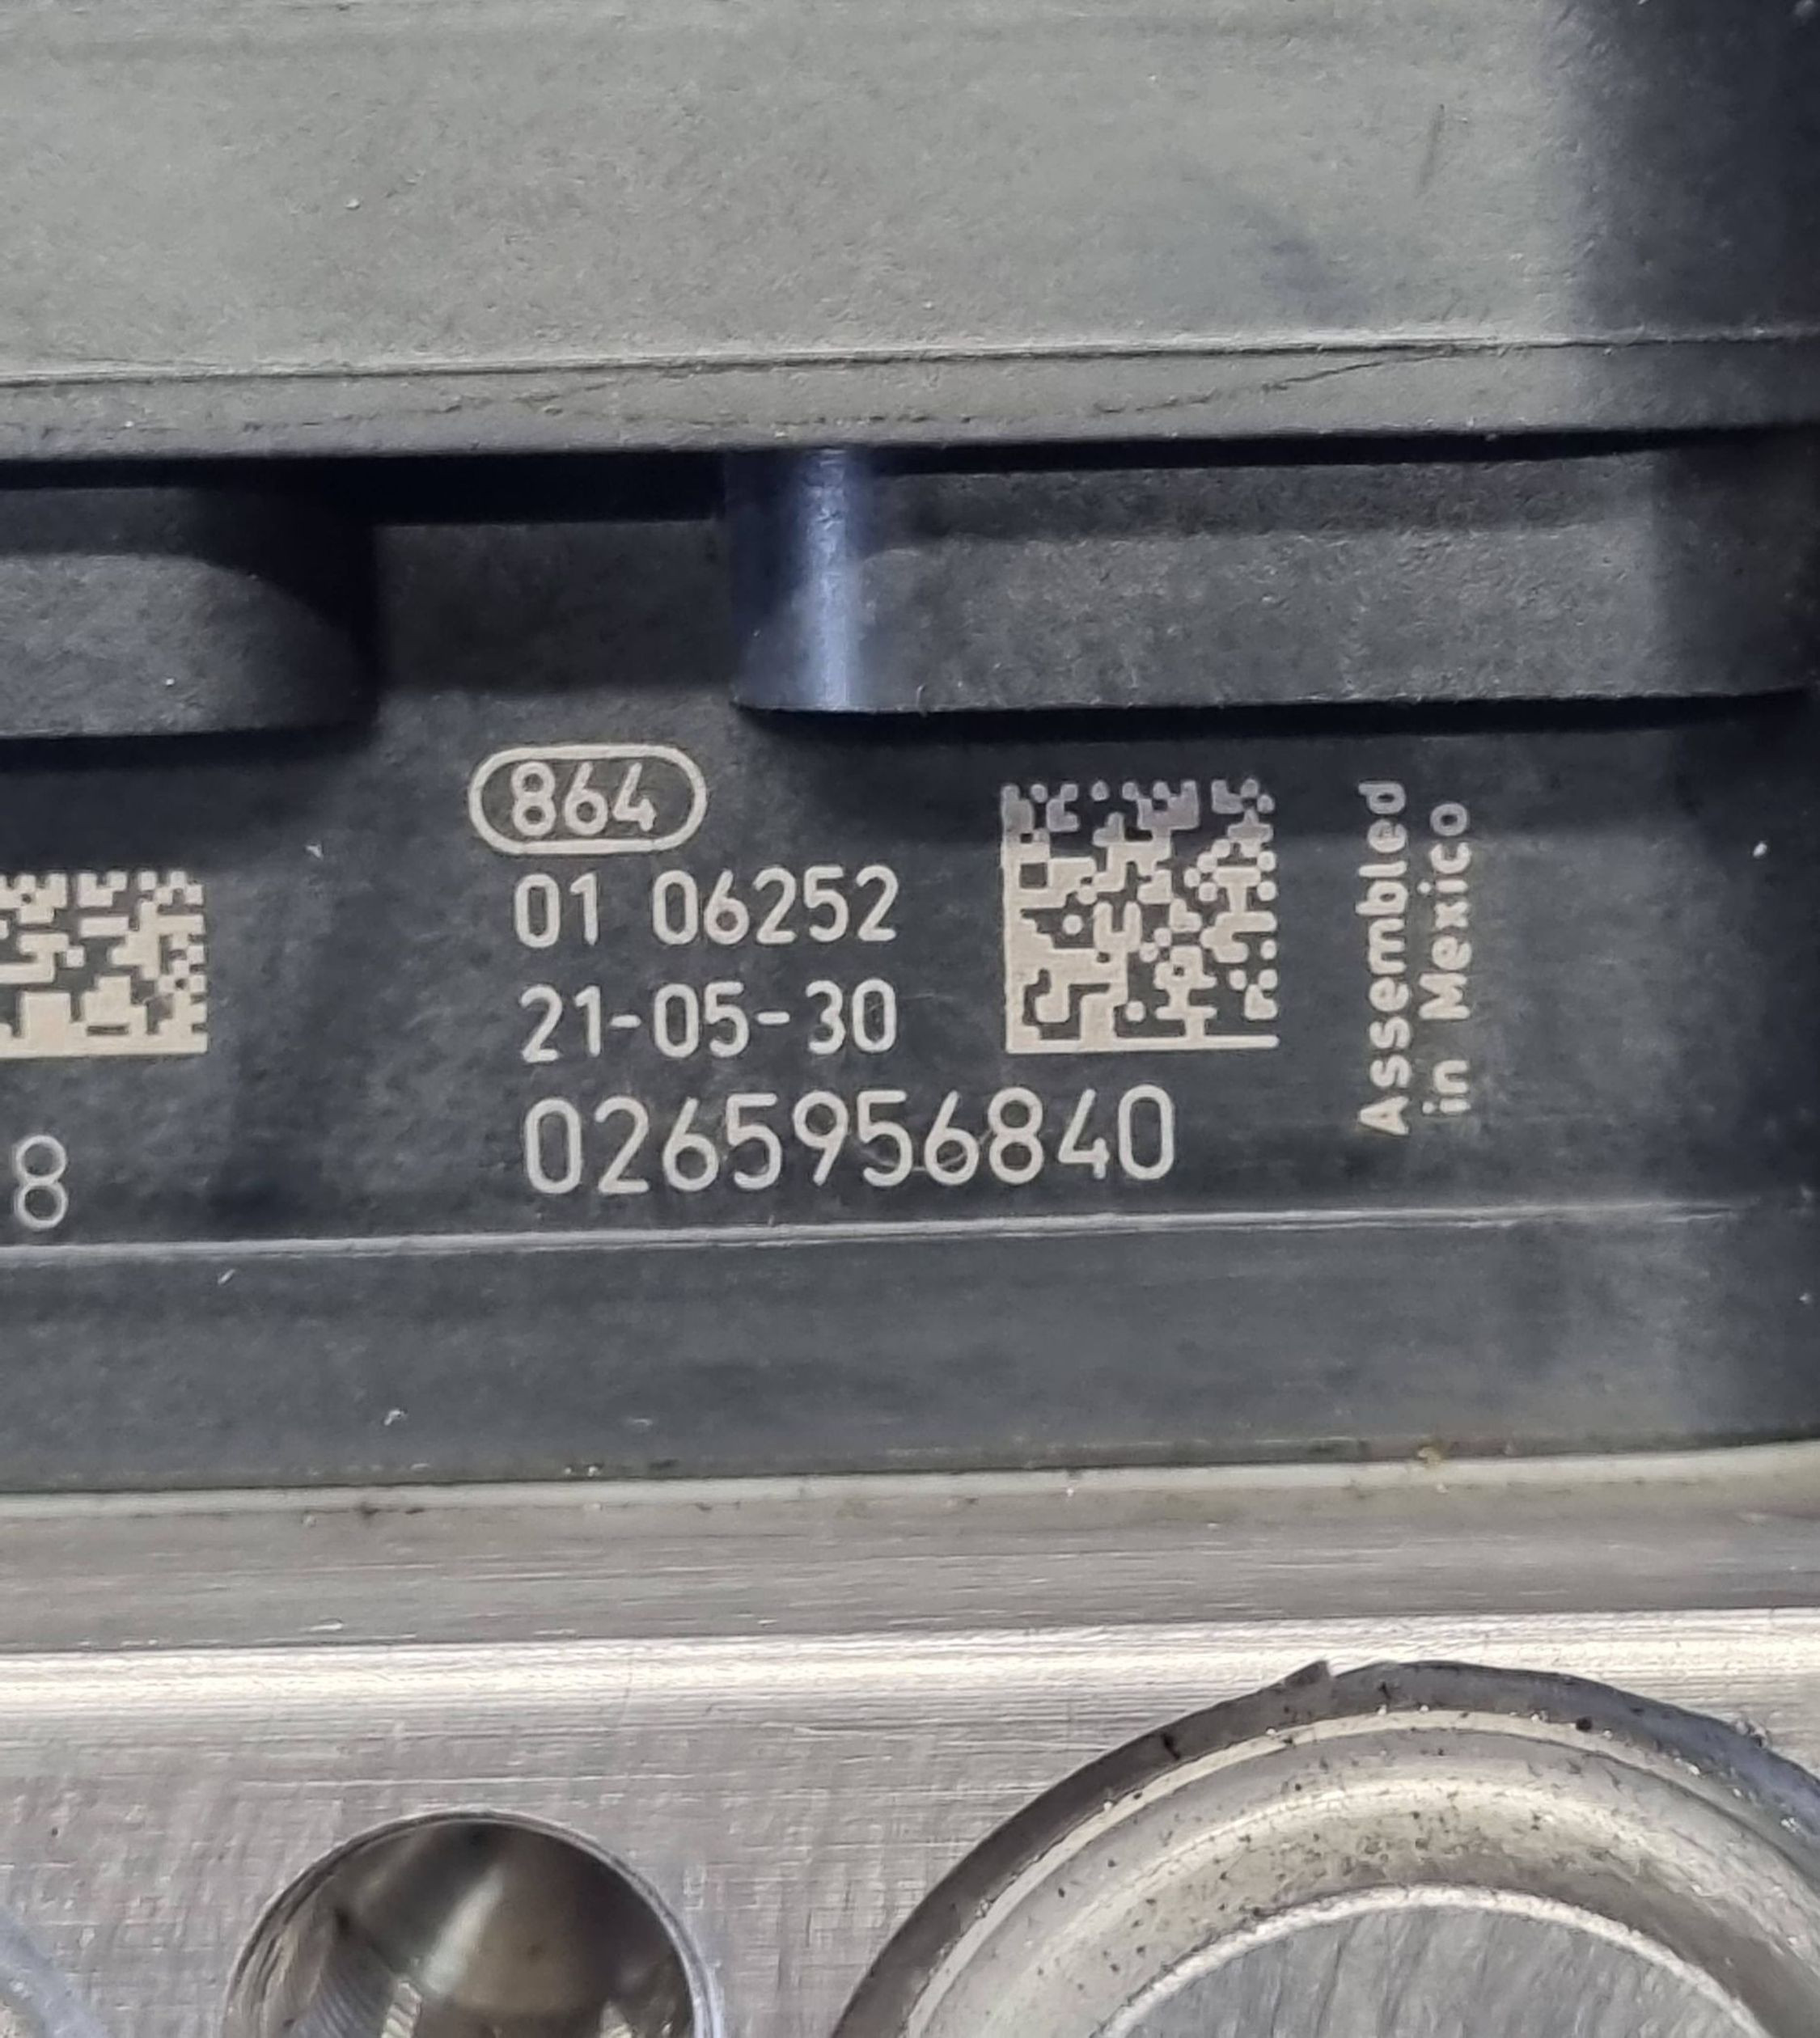 864
01 06252
21-05-30
0265956840
Assembled
in Mexico
8